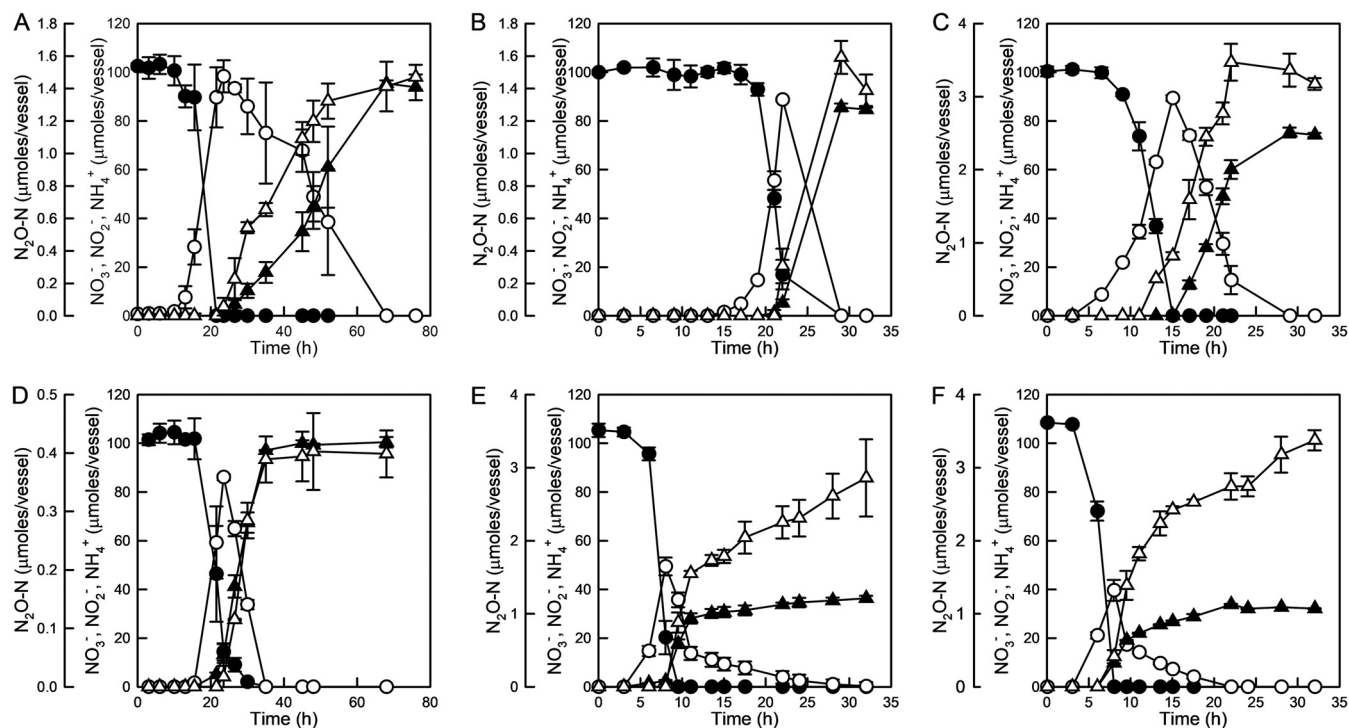 A
B
C
1.8
1.6
1.4
1.2
1.0
0.8
0.6
0.4
0.2
0.0
N₂O-N (μmoles/vessel)
120
100
80
60
40
20
0
NO₃⁻, NO₂⁻, NH₄⁺ (μmoles/vessel)
0 20 40 60 80
Time (h)
1.8
1.6
1.4
1.2
1.0
0.8
0.6
0.4
0.2
0.0
N₂O-N (μmoles/vessel)
120
100
80
60
40
20
0
NO₃⁻, NO₂⁻, NH₄⁺ (μmoles/vessel)
0 5 10 15 20 25 30 35
Time (h)
4
3
2
1
0
N₂O-N (μmoles/vessel)
120
100
80
60
40
20
0
NO₃⁻, NO₂⁻, NH₄⁺ (μmoles/vessel)
0 5 10 15 20 25 30 35
Time (h)
D
E
F
0.5
0.4
0.3
0.2
0.1
0.0
N₂O-N (μmoles/vessel)
120
100
80
60
40
20
0
NO₃⁻, NO₂⁻, NH₄⁺ (μmoles/vessel)
0 20 40 60 80
Time (h)
4
3
2
1
0
N₂O-N (μmoles/vessel)
120
100
80
60
40
20
0
NO₃⁻, NO₂⁻, NH₄⁺ (μmoles/vessel)
0 5 10 15 20 25 30 35
Time (h)
4
3
2
1
0
N₂O-N (μmoles/vessel)
120
100
80
60
40
20
0
NO₃⁻, NO₂⁻, NH₄⁺ (μmoles/vessel)
0 5 10 15 20 25 30 35
Time (h)